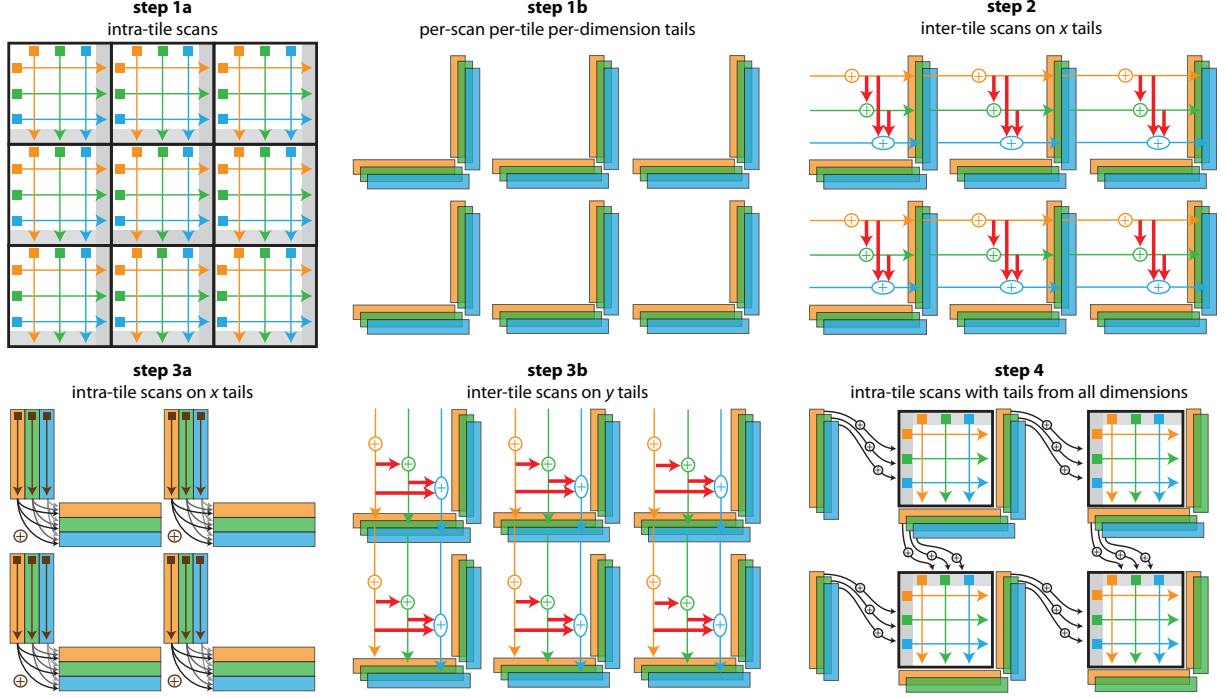 step 1a
intra-tile scans
step 1b
per-scan per-tile per-dimension tails
step 2
inter-tile scans on x tails
step 3a
intra-tile scans on x tails
step 3b
inter-tile scans on y tails
step 4
intra-tile scans with tails from all dimensions